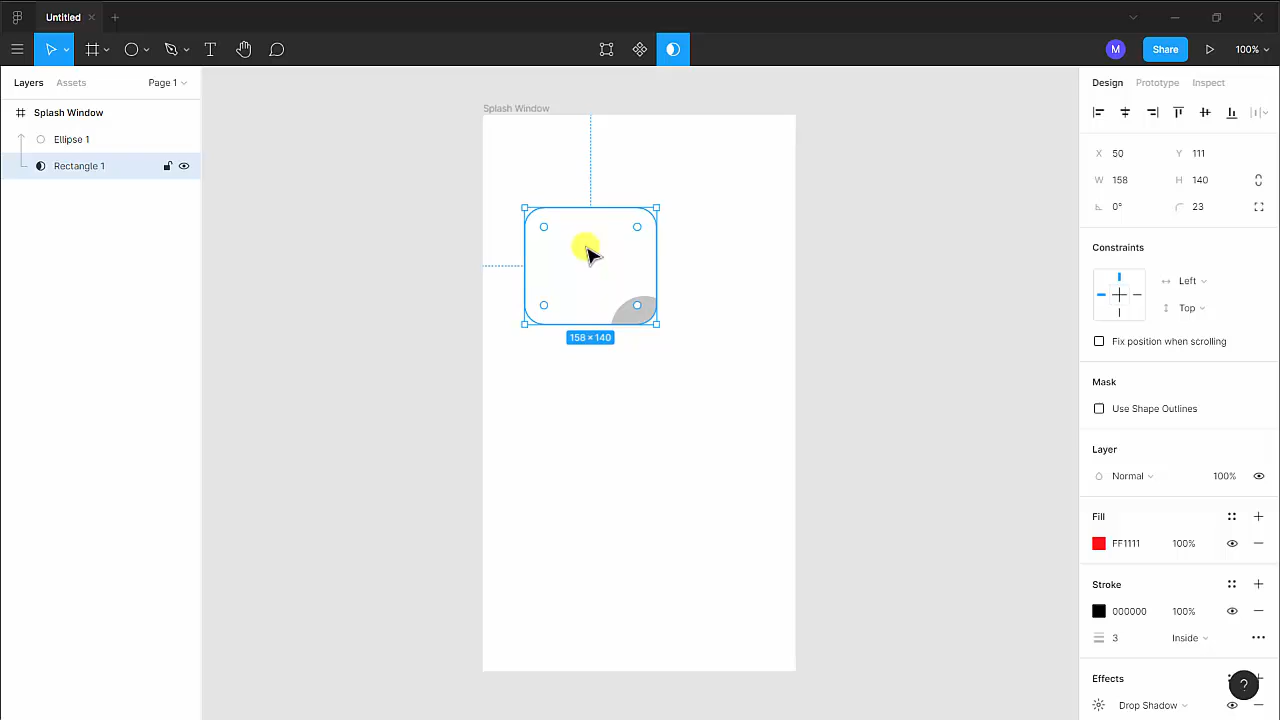 Untitled
Share
M
100%
Layers
Assets
Page 1
Splash Window
Ellipse 1
Rectangle 1
Splash Window
158 × 140
Design
Prototype
Inspect
X 50
Y 111
W 158
H 140
0°
23
Constraints
Left
Top
Fix position when scrolling
Mask
Use Shape Outlines
Layer
Normal
100%
Fill
FF1111
100%
Stroke
000000
100%
3
Inside
Effects
Drop Shadow
?